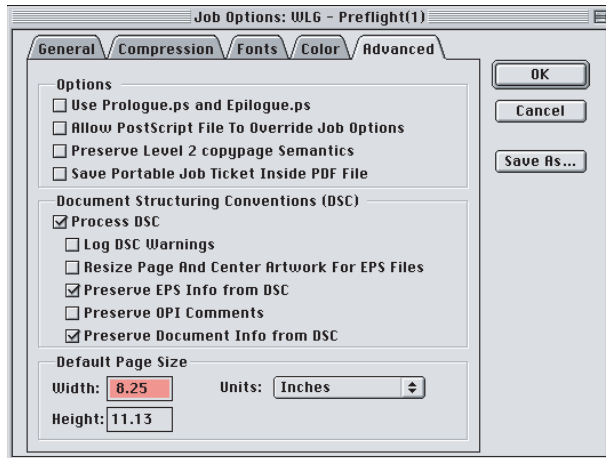 Job Options: WLG - Preflight(1)
General Compression Fonts Color Advanced
Options
Use Prologue.ps and Epilogue.ps
Allow PostScript File To Override Job Options
Preserve Level 2 copypage Semantics
Save Portable Job Ticket Inside PDF File
Document Structuring Conventions (DSC)
Process DSC
Log DSC Warnings
Resize Page And Center Artwork For EPS Files
Preserve EPS Info from DSC
Preserve OPI Comments
Preserve Document Info from DSC
Default Page Size
Width: 8.25 Units: Inches
Height: 11.13
OK
Cancel
Save As...